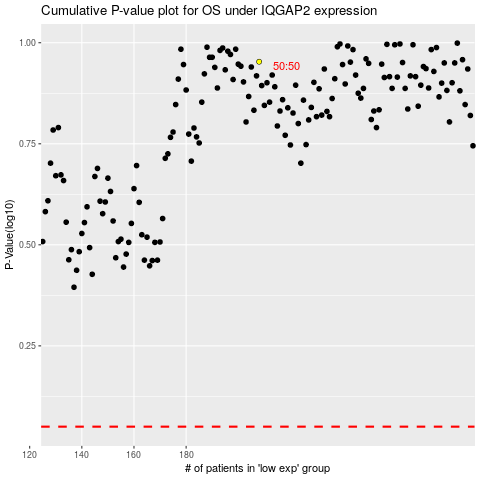 Cumulative P-value plot for OS under IQGAP2 expression
P-Value(log10)
1.00
0.75
0.50
0.25
50:50
120 140 160 180
# of patients in 'low exp' group